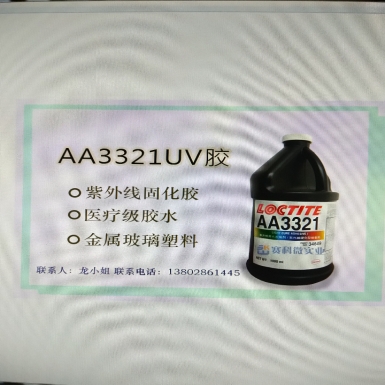 AA3321UV胶
紫外线固化胶
医疗级胶水
金属玻璃塑料
联系人：龙小姐 联系电话：13802861445
LOCTITE
AA3321